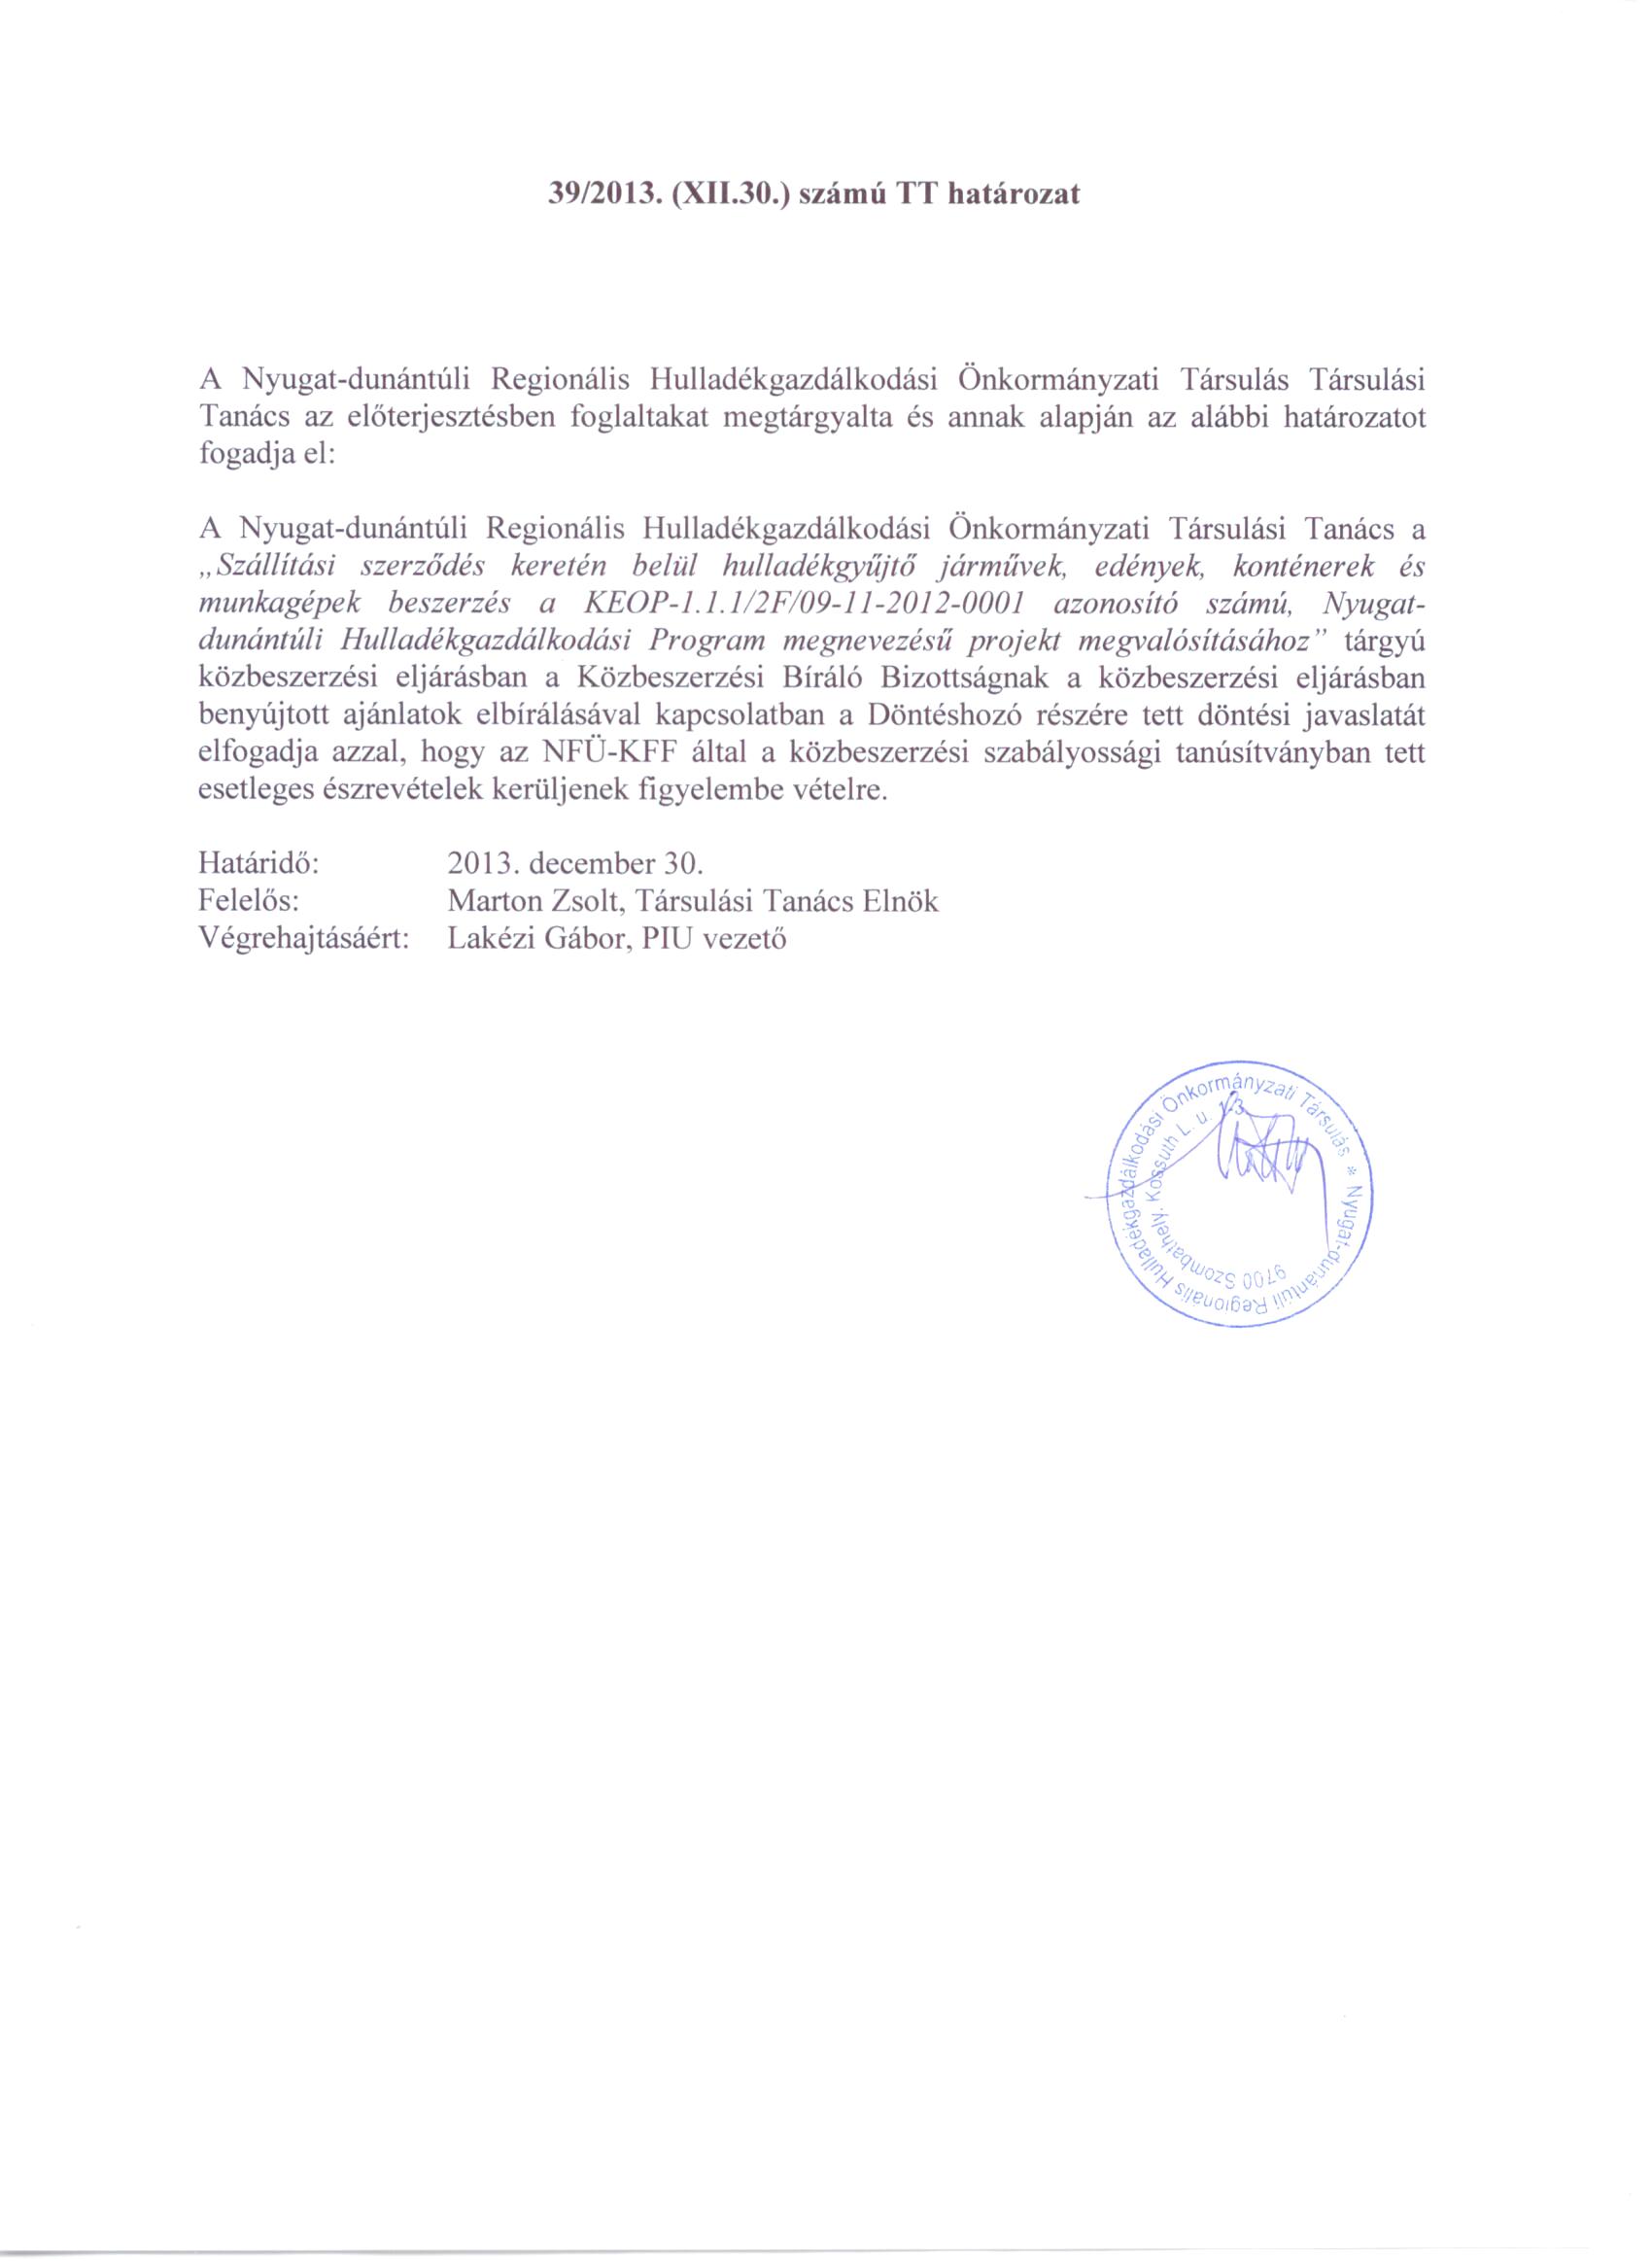 39/2013. (XII.30.) számú TT határozat
A Nyugat-dunántúli Regionális Hulladékgazdálkodási Önkormányzati Társulás Társulási
Tanács az előterjesztésben foglaltakat megtárgyalta és annak alapján az alábbi határozatot
fogadja el:
A Nyugat-dunántúli Regionális Hulladékgazdálkodási Önkormányzati Társulási Tanács a
„Szállítási szerződés keretén belül hulladékgyűjtő járművek, edények, konténerek és
munkagépek beszerzés a KEOP-1.1.1/2F/09-11-2012-0001 azonosító számú, Nyugat-
dunántúli Hulladékgazdálkodási Program megnevezésű projekt megvalósításához” tárgyú
közbeszerzési eljárásban a Közbeszerzési Bíráló Bizottságnak a közbeszerzési eljárásban
benyújtott ajánlatok elbírálásával kapcsolatban a Döntéshozó részére tett döntési javaslatát
elfogadja azzal, hogy az NFÜ-KFF által a közbeszerzési szabályossági tanúsítványban tett
esetleges észrevételek kerüljenek figyelembe vételre.
Határidő: 2013. december 30.
Felelős: Marton Zsolt, Társulási Tanács Elnök
Végrehajtásáért: Lakézi Gábor, PIU vezető
Nyugat-dunántúli Regionális Hulladékgazdálkodási Önkormányzati Társulás *
9700 Szombathely, Kossuth L. u. 1-3